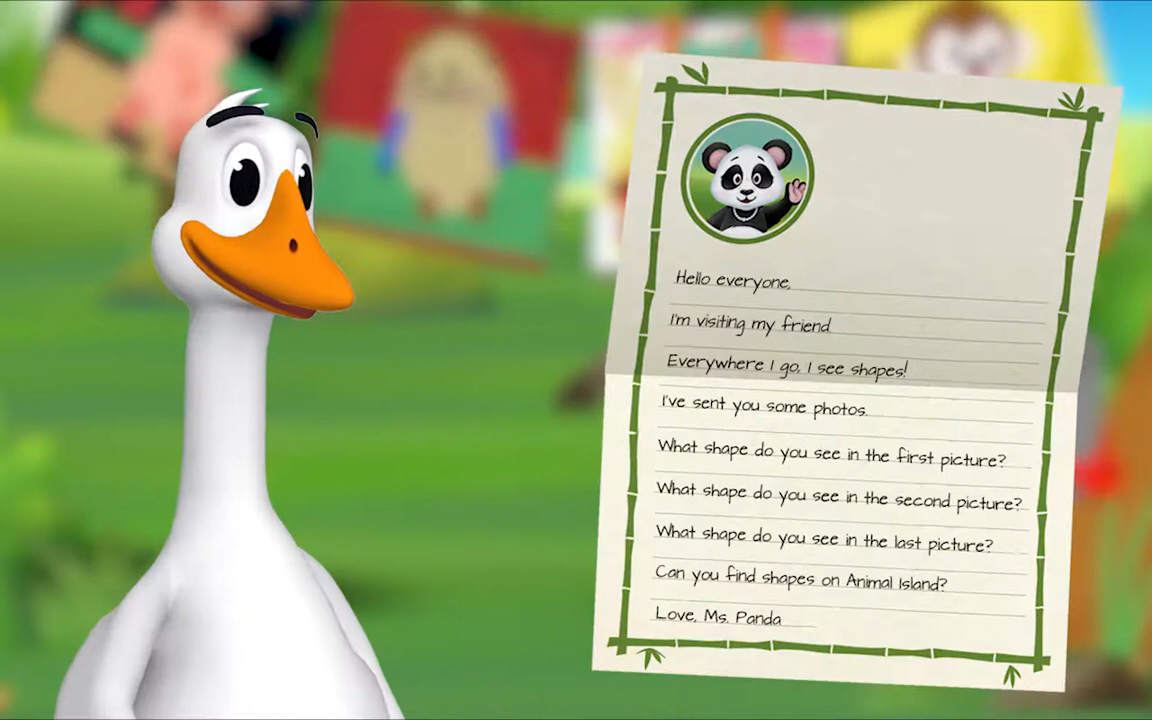 Hello everyone,
I'm visiting my friend.
Everywhere I go, I see shapes!
I've sent you some photos.
What shape do you see in the first picture?
What shape do you see in the second picture?
What shape do you see in the last picture?
Can you find shapes on Animal Island?
Love, Ms. Panda